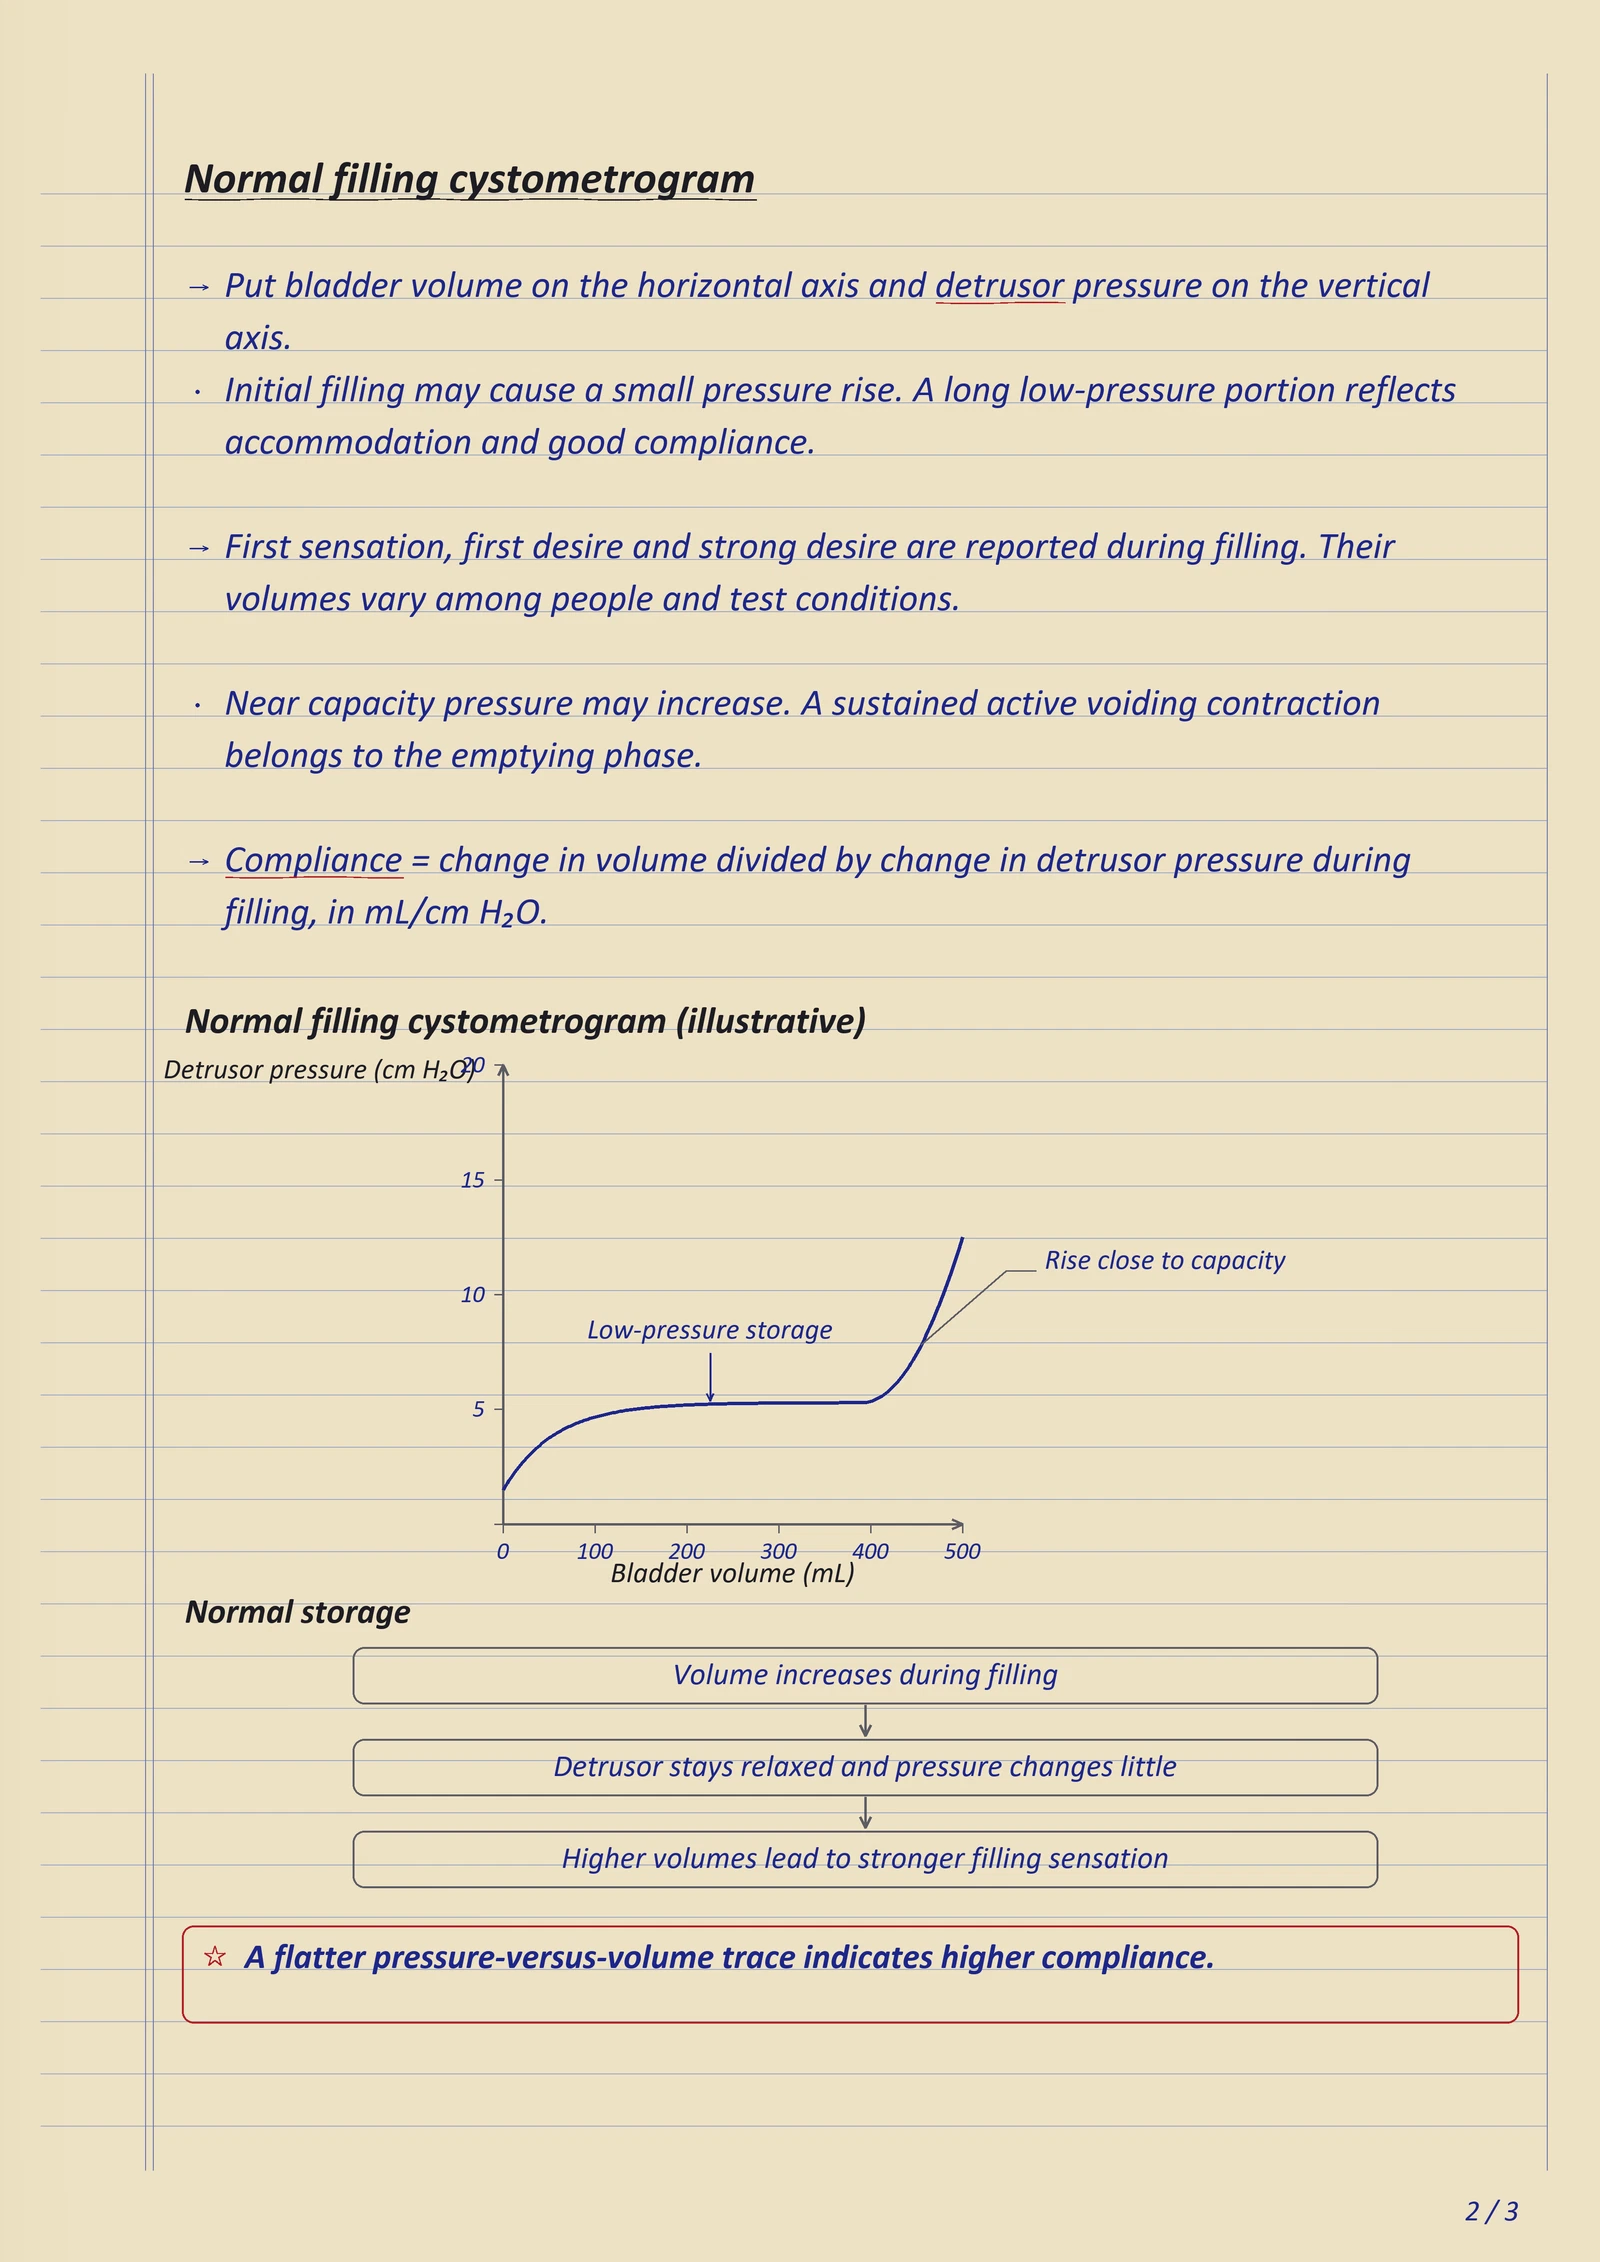 Normal filling cystometrogram
→ Put bladder volume on the horizontal axis and detrusor pressure on the vertical
axis.
· Initial filling may cause a small pressure rise. A long low-pressure portion reflects
accommodation and good compliance.
→ First sensation, first desire and strong desire are reported during filling. Their
volumes vary among people and test conditions.
· Near capacity pressure may increase. A sustained active voiding contraction
belongs to the emptying phase.
→ Compliance = change in volume divided by change in detrusor pressure during
filling, in mL/cm H₂O.
Normal filling cystometrogram (illustrative)
Detrusor pressure (cm H₂O)
20
15
Rise close to capacity
10
Low-pressure storage
5
0 100 200 300 400 500
Bladder volume (mL)
Normal storage
Volume increases during filling
Detrusor stays relaxed and pressure changes little
Higher volumes lead to stronger filling sensation
☆ A flatter pressure-versus-volume trace indicates higher compliance.
2 / 3